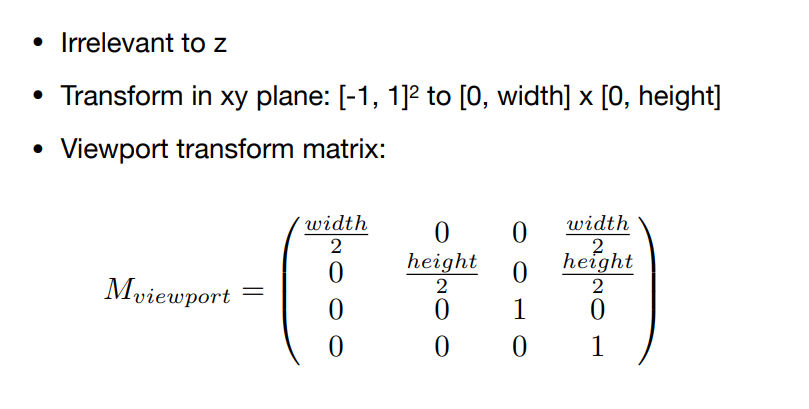 • Irrelevant to z
• Transform in xy plane: [-1, 1]² to [0, width] x [0, height]
• Viewport transform matrix:
M_{viewport} = \begin{pmatrix} \frac{width}{2} & 0 & 0 & \frac{width}{2} \\ 0 & \frac{height}{2} & 0 & \frac{height}{2} \\ 0 & 0 & 1 & 0 \\ 0 & 0 & 0 & 1 \end{pmatrix}